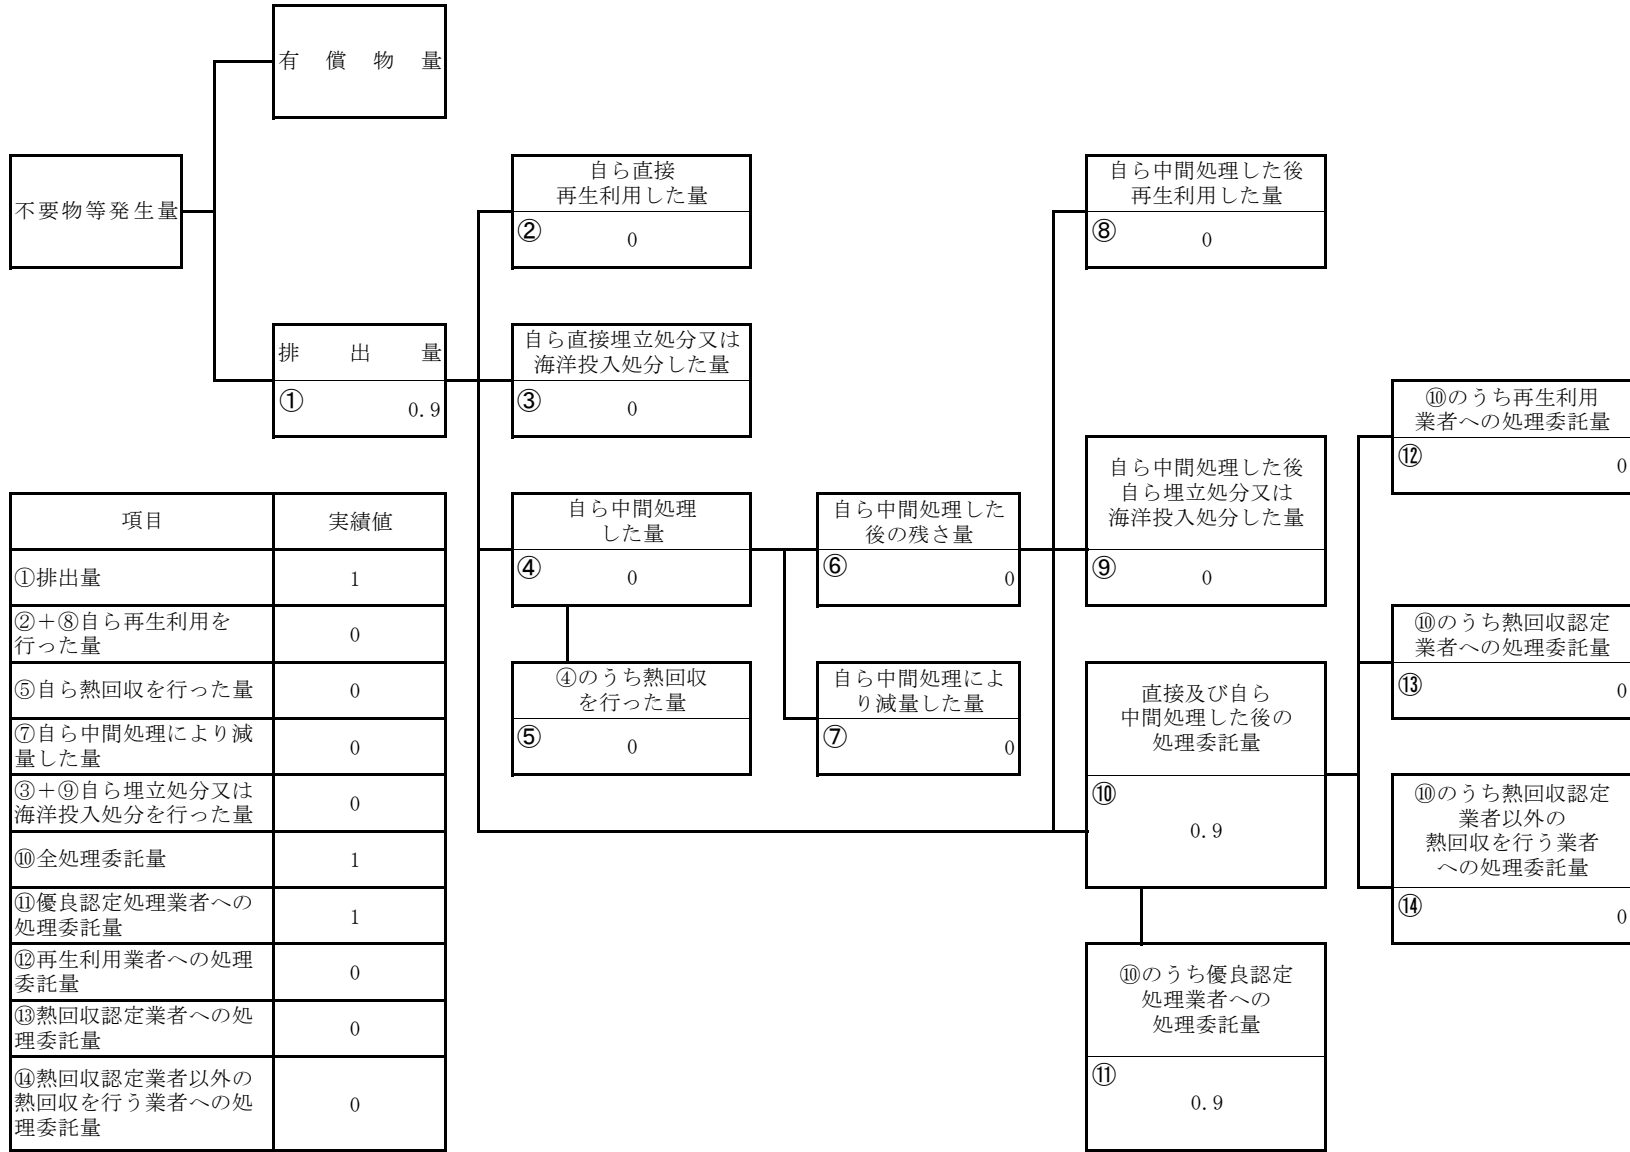 有償物量
不要物等発生量
排出量
① 0.9
自ら直接
再生利用した量
② 0
自ら直接埋立処分又は
海洋投入処分した量
③ 0
自ら中間処理
した量
④ 0
④のうち熱回収
を行った量
⑤ 0
自ら中間処理した
後の残さ量
⑥ 0
自ら中間処理によ
り減量した量
⑦ 0
自ら中間処理した後
再生利用した量
⑧ 0
自ら中間処理した後
自ら埋立処分又は
海洋投入処分した量
⑨ 0
直接及び自ら
中間処理した後の
処理委託量
⑩
0.9
⑩のうち優良認定
処理業者への
処理委託量
⑪
0.9
⑩のうち再生利用
業者への処理委託量
⑫ 0
⑩のうち熱回収認定
業者への処理委託量
⑬ 0
⑩のうち熱回収認定
業者以外の
熱回収を行う業者
への処理委託量
⑭ 0
項目 実績値
①排出量 1
②+⑧自ら再生利用を
行った量 0
⑤自ら熱回収を行った量 0
⑦自ら中間処理により減
量した量 0
③+⑨自ら埋立処分又は
海洋投入処分を行った量 0
⑩全処理委託量 1
⑪優良認定処理業者への
処理委託量 1
⑫再生利用業者への処理
委託量 0
⑬熱回収認定業者への処
理委託量 0
⑭熱回収認定業者以外の
熱回収を行う業者への処
理委託量 0